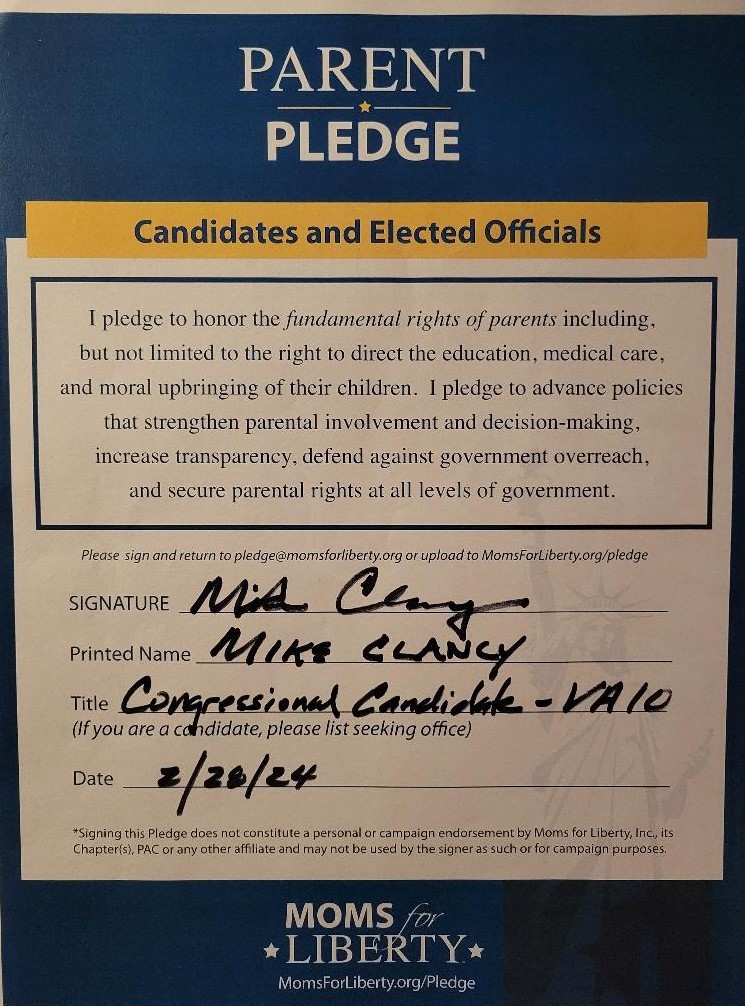 PARENT
PLEDGE
Candidates and Elected Officials
I pledge to honor the fundamental rights of parents including,
but not limited to the right to direct the education, medical care,
and moral upbringing of their children. I pledge to advance policies
that strengthen parental involvement and decision-making,
increase transparency, defend against government overreach,
and secure parental rights at all levels of government.
Please sign and return to pledge@momsforliberty.org or upload to MomsForLiberty.org/pledge
SIGNATURE Mike Clancy
Printed Name MIKE CLANCY
Title Congressional Candidate - VA10
(If you are a candidate, please list seeking office)
Date 2/28/24
*Signing this Pledge does not constitute a personal or campaign endorsement by Moms for Liberty, Inc., its
Chapter(s), PAC or any other affiliate and may not be used by the signer as such or for campaign purposes.
MOMS for
LIBERTY
MomsForLiberty.org/Pledge